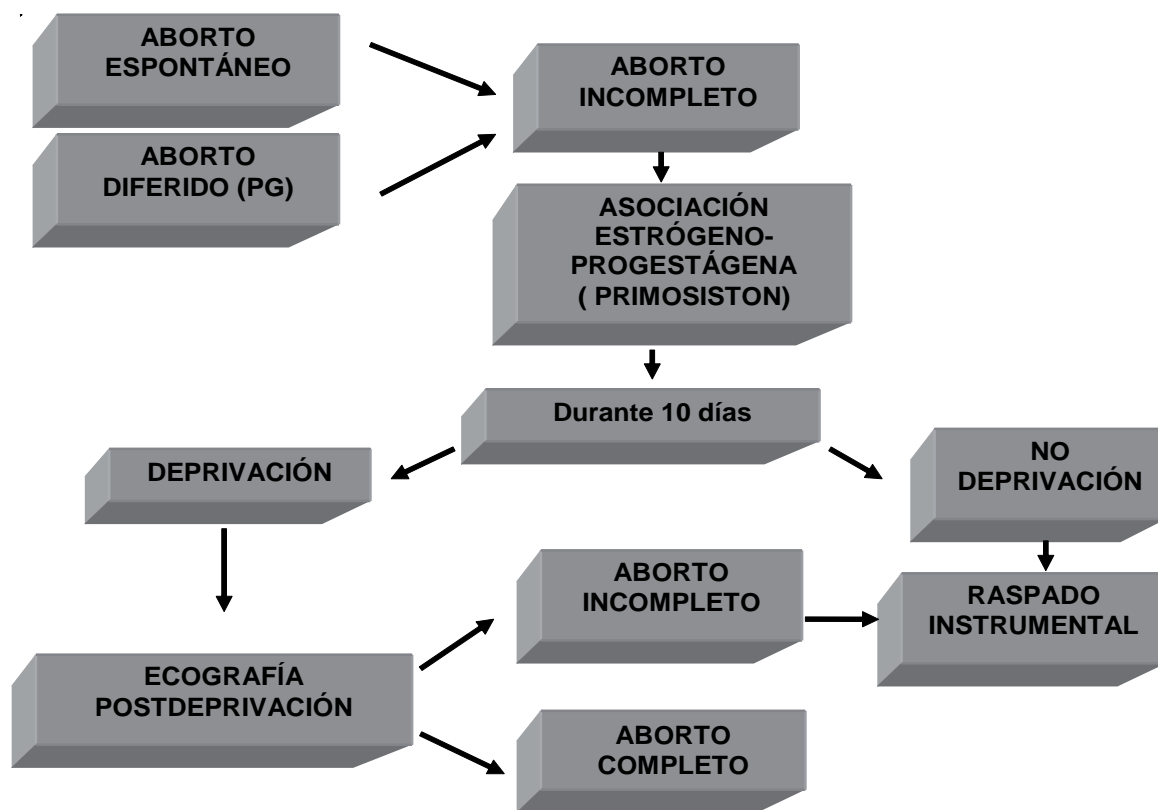 ABORTO
ESPONTÁNEO
ABORTO
DIFERIDO (PG)
ABORTO
INCOMPLETO
ASOCIACIÓN
ESTRÓGENO-
PROGESTÁGENA
( PRIMOSISTON)
Durante 10 días
DEPRIVACIÓN
NO
DEPRIVACIÓN
ABORTO
INCOMPLETO
RASPADO
INSTRUMENTAL
ECOGRAFÍA
POSTDEPRIVACIÓN
ABORTO
COMPLETO